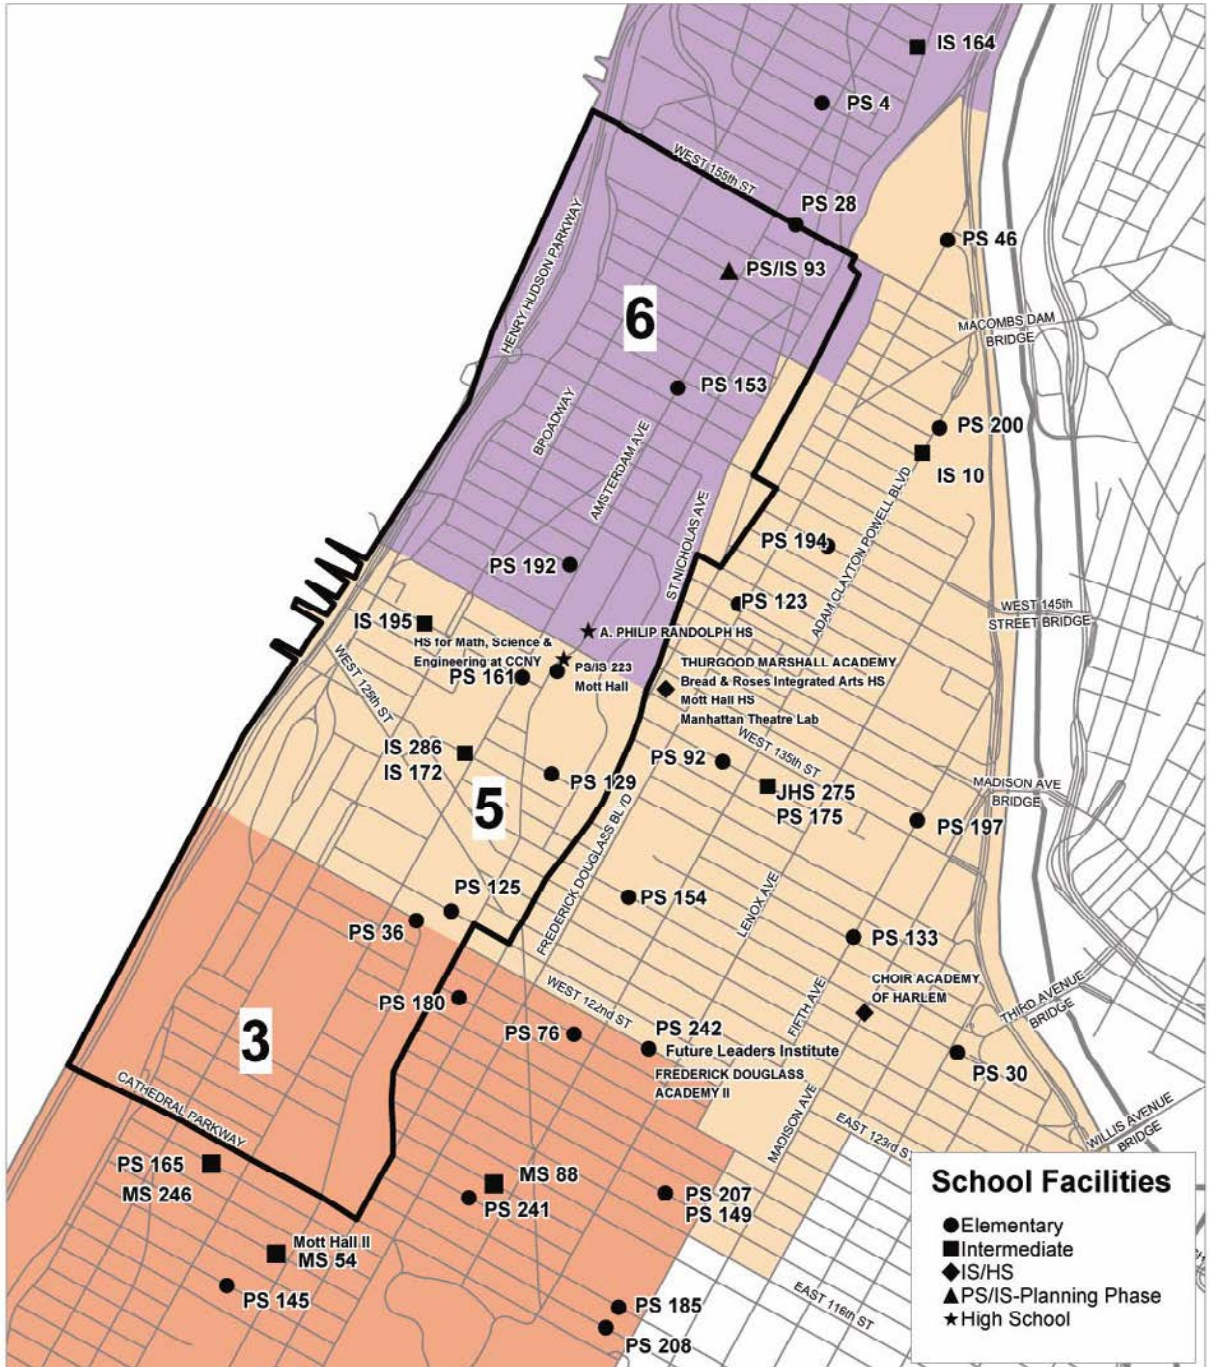 IS 164
PS 4
WEST 155th ST
PS 28
PS 46
HENRY HUDSON PARKWAY
PS/IS 93
6
MACOMBS DAM
BRIDGE
PS 153
BROADWAY
AMSTERDAM AVE
PS 200
IS 10
ST NICHOLAS AVE
ADAM CLAYTON POWELL BLVD
PS 194
PS 192
PS 123
WEST 145th
STREET BRIDGE
IS 195
A. PHILIP RANDOLPH HS
HS for Math, Science &
Engineering at CCNY
PS/IS 223
Mott Hall
PS 161
THURGOOD MARSHALL ACADEMY
Bread & Roses Integrated Arts HS
Mott Hall HS
Manhattan Theatre Lab
WEST 125th ST
WEST 135th ST
IS 286
IS 172
PS 92
PS 129
JHS 275
PS 175
MADISON AVE
BRIDGE
5
PS 197
FREDERICK DOUGLASS BLVD
PS 125
PS 154
LENOX AVE
PS 36
PS 133
CHOIR ACADEMY
OF HARLEM
THIRD AVENUE
BRIDGE
PS 180
WEST 122nd ST
FIFTH AVE
3
PS 76
PS 242
Future Leaders Institute
FREDERICK DOUGLASS
ACADEMY II
PS 30
CATHEDRAL PARKWAY
MADISON AVE
EAST 123rd ST
WILLIS AVENUE
BRIDGE
PS 165
MS 246
MS 88
PS 241
PS 207
PS 149
Mott Hall II
MS 54
PS 145
PS 185
PS 208
EAST 116th ST
School Facilities
Elementary
Intermediate
IS/HS
PS/IS-Planning Phase
High School